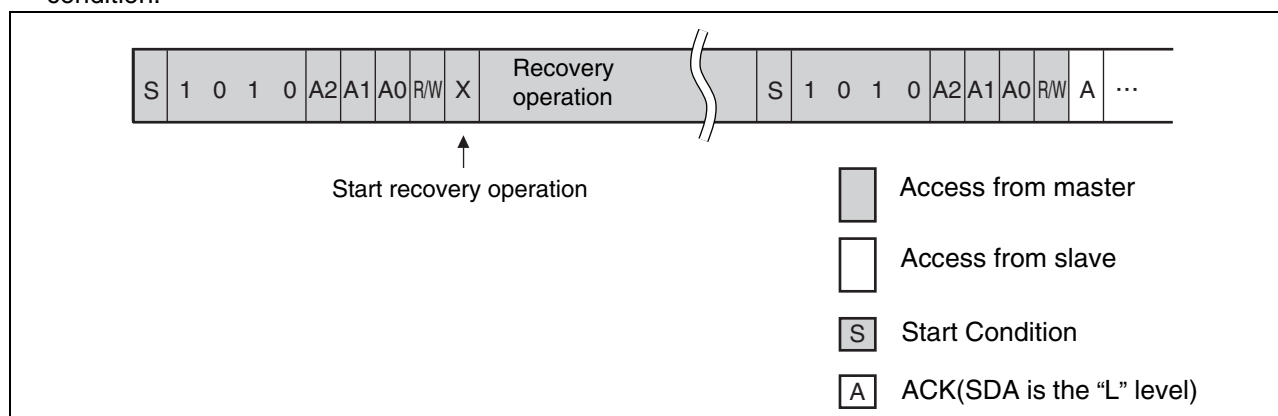 condition.
S 1 0 1 0 A2 A1 A0 R/W X Recovery operation S 1 0 1 0 A2 A1 A0 R/W A ...
Start recovery operation
Access from master
Access from slave
S Start Condition
A ACK(SDA is the “L” level)